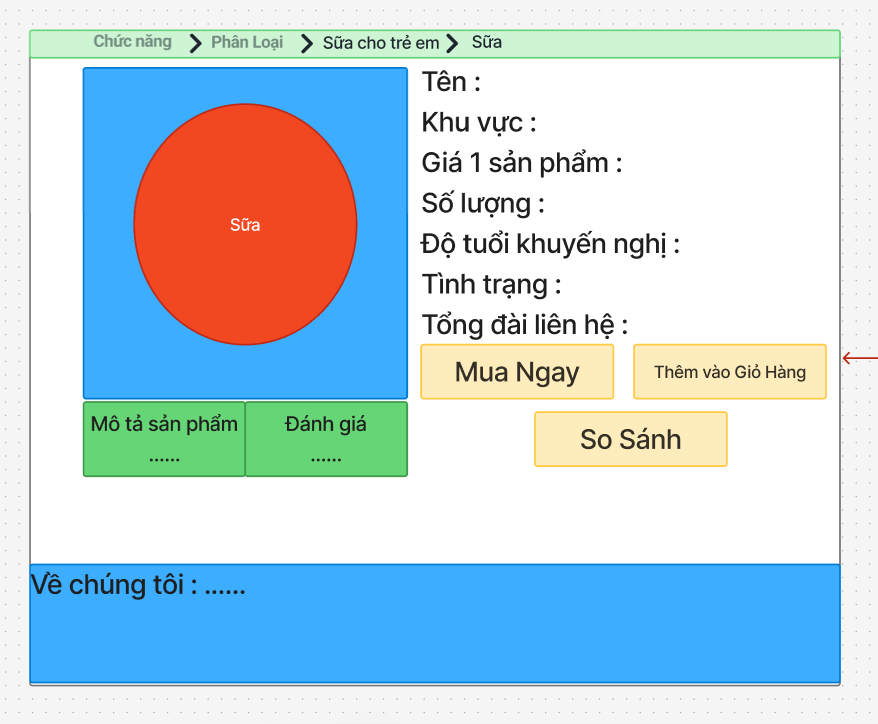 Chức năng Phân Loại Sữa cho trẻ em Sữa
Sữa
Tên :
Khu vực :
Giá 1 sản phẩm :
Số lượng :
Độ tuổi khuyến nghị :
Tình trạng :
Tổng đài liên hệ :
Mua Ngay
Thêm vào Giỏ Hàng
So Sánh
Mô tả sản phẩm
......
Đánh giá
......
Về chúng tôi : ......